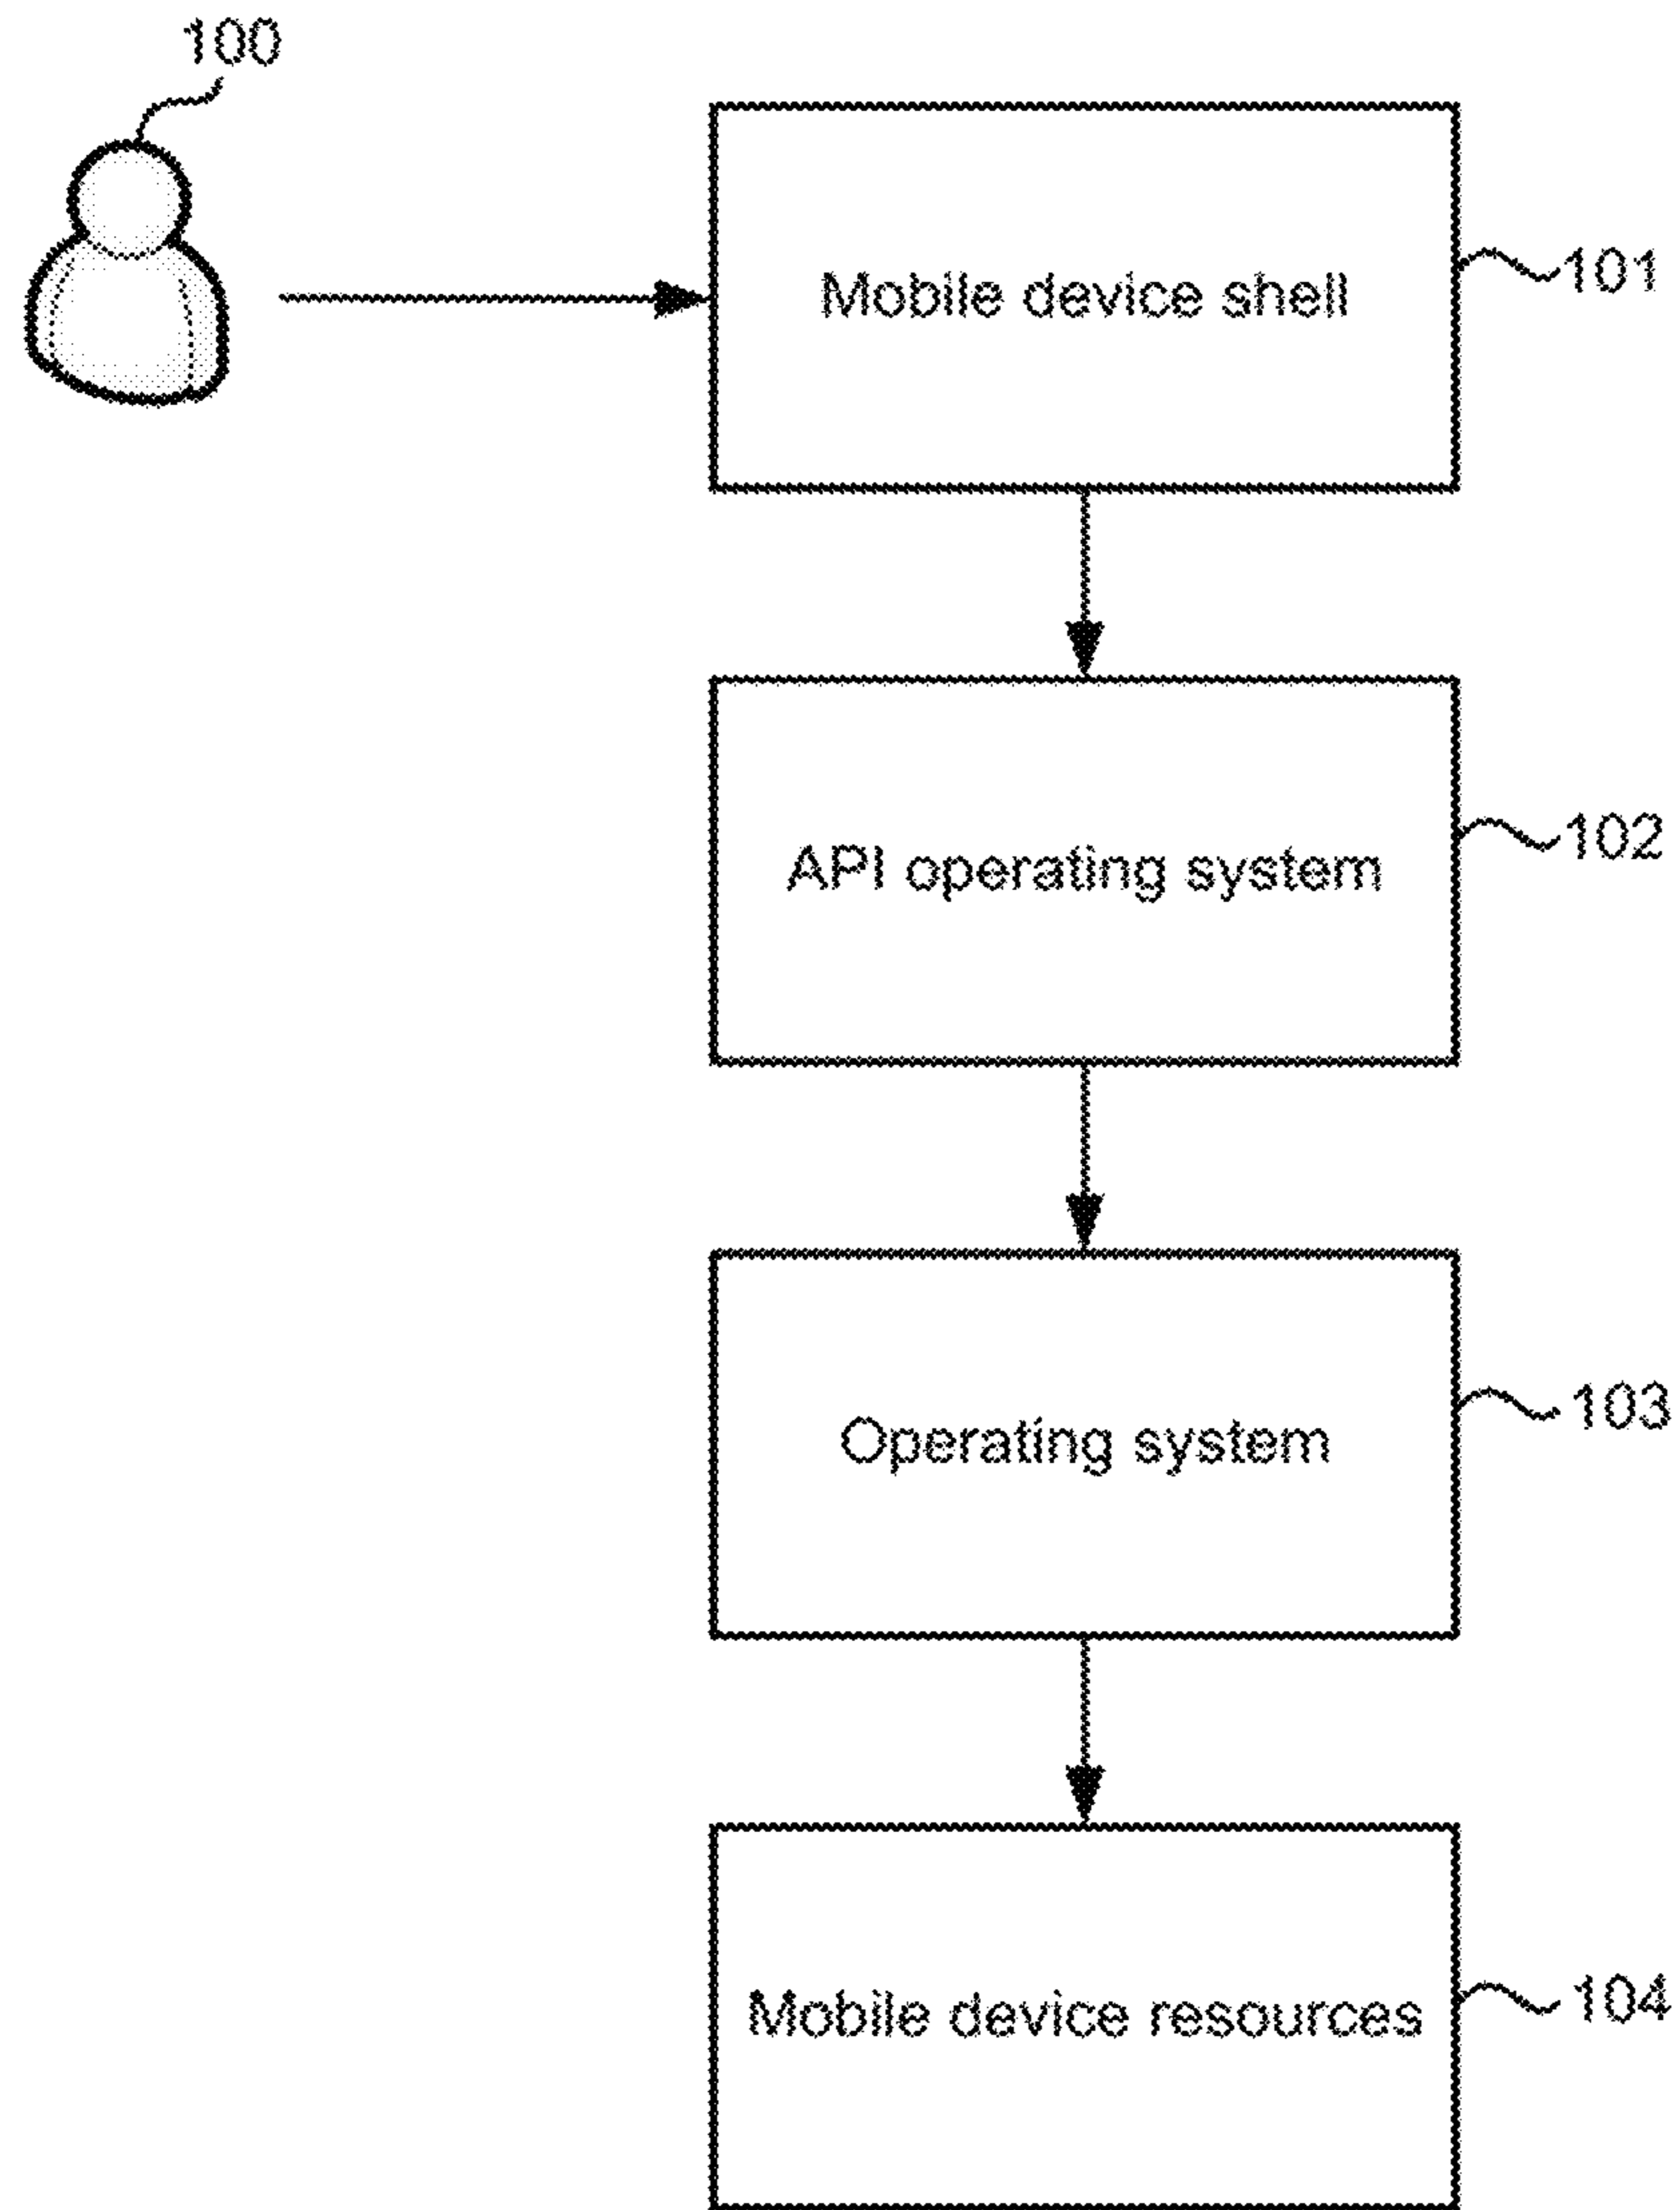 100
Mobile device shell
101
API operating system
102
Operating system
103
Mobile device resources
104